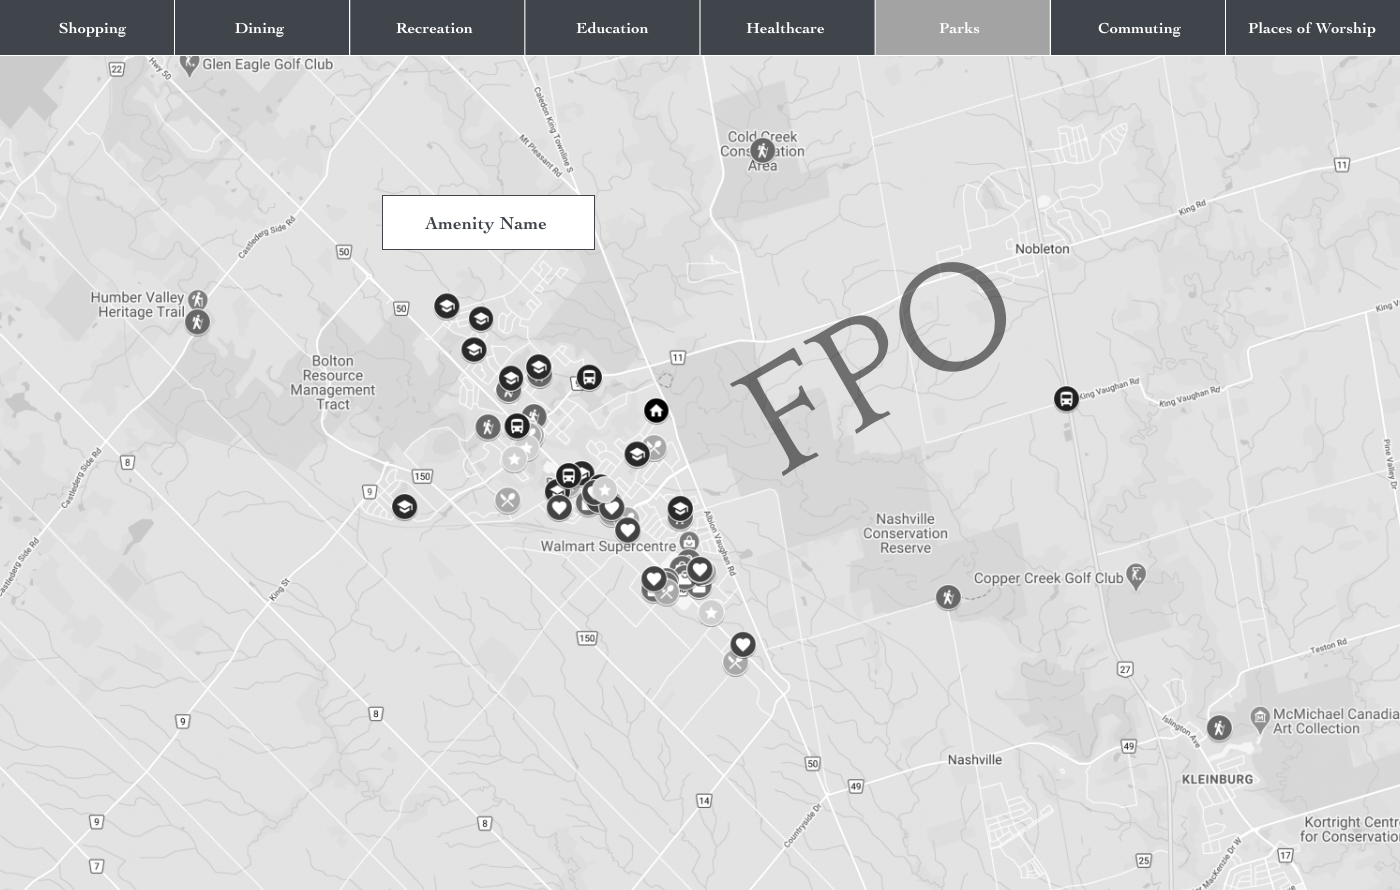 Shopping
Dining
Recreation
Education
Healthcare
Parks
Commuting
Places of Worship
Glen Eagle Golf Club
22
Hwy 50
Caledon King Townline S
Mt Pleasant Rd
Cold Creek
Conservation
Area
11
King Rd
Amenity Name
Castlederg Side Rd
50
Nobleton
Humber Valley
Heritage Trail
50
King V
FPO
11
Bolton
Resource
Management
Tract
King Vaughan Rd
King Vaughan Rd
Pine Valley Dr
8
Castlederg Side Rd
150
9
Albion Vaughan Rd
Nashville
Conservation
Reserve
Walmart Supercentre
Castlederg Side Rd
King St
Copper Creek Golf Club
150
Teston Rd
27
9
8
Islington Ave
McMichael Canadia
Art Collection
49
50
Nashville
49
KLEINBURG
14
Countryside Dr
9
8
Kortright Centre
for Conservation
7
25
17
r MacKenzie Dr W